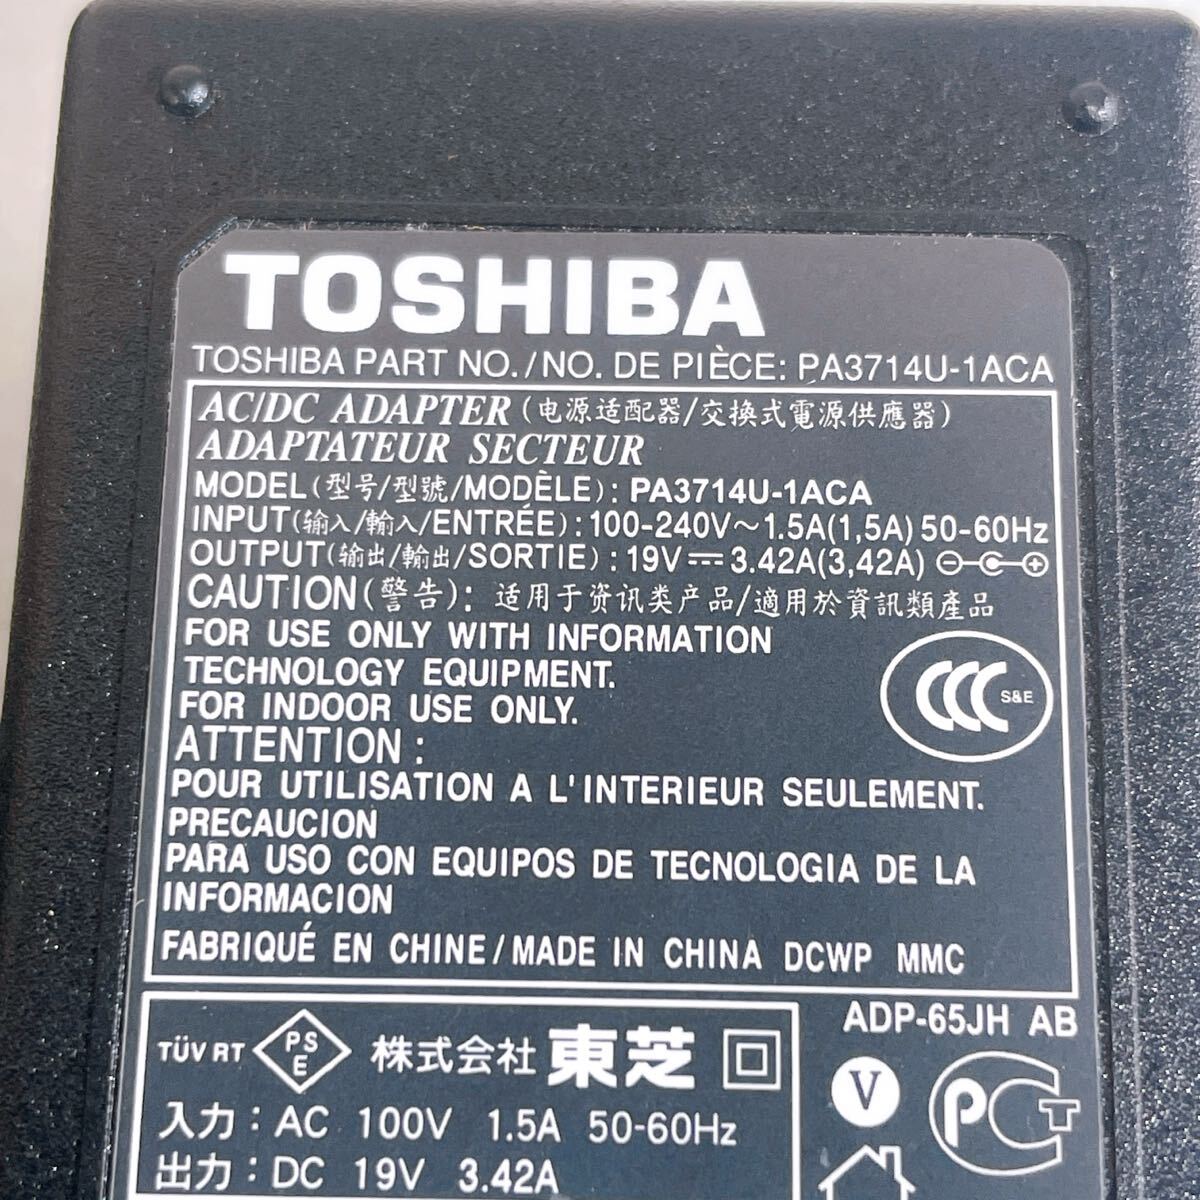 TOSHIBA
TOSHIBA PART NO./NO. DE PIÈCE: PA3714U-1ACA
AC/DC ADAPTER (电源适配器/交換式電源供應器)
ADAPTATEUR SECTEUR
MODEL(型号/型號/MODÈLE): PA3714U-1ACA
INPUT(输入/輸入/ENTRÉE): 100-240V～1.5A(1,5A) 50-60Hz
OUTPUT(输出/輸出/SORTIE): 19V⎓3.42A(3,42A)
CAUTION(警告): 适用于资讯类产品/適用於資訊類產品
FOR USE ONLY WITH INFORMATION
TECHNOLOGY EQUIPMENT.
FOR INDOOR USE ONLY.
CCC S&E
ATTENTION :
POUR UTILISATION A L'INTERIEUR SEULEMENT.
PRECAUCION
PARA USO CON EQUIPOS DE TECNOLOGIA DE LA
INFORMACION
FABRIQUÉ EN CHINE/MADE IN CHINA DCWP MMC
ADP-65JH AB
TÜV RT PSE 株式会社 東芝
V PCT
入力：AC 100V 1.5A 50-60Hz
出力：DC 19V 3.42A